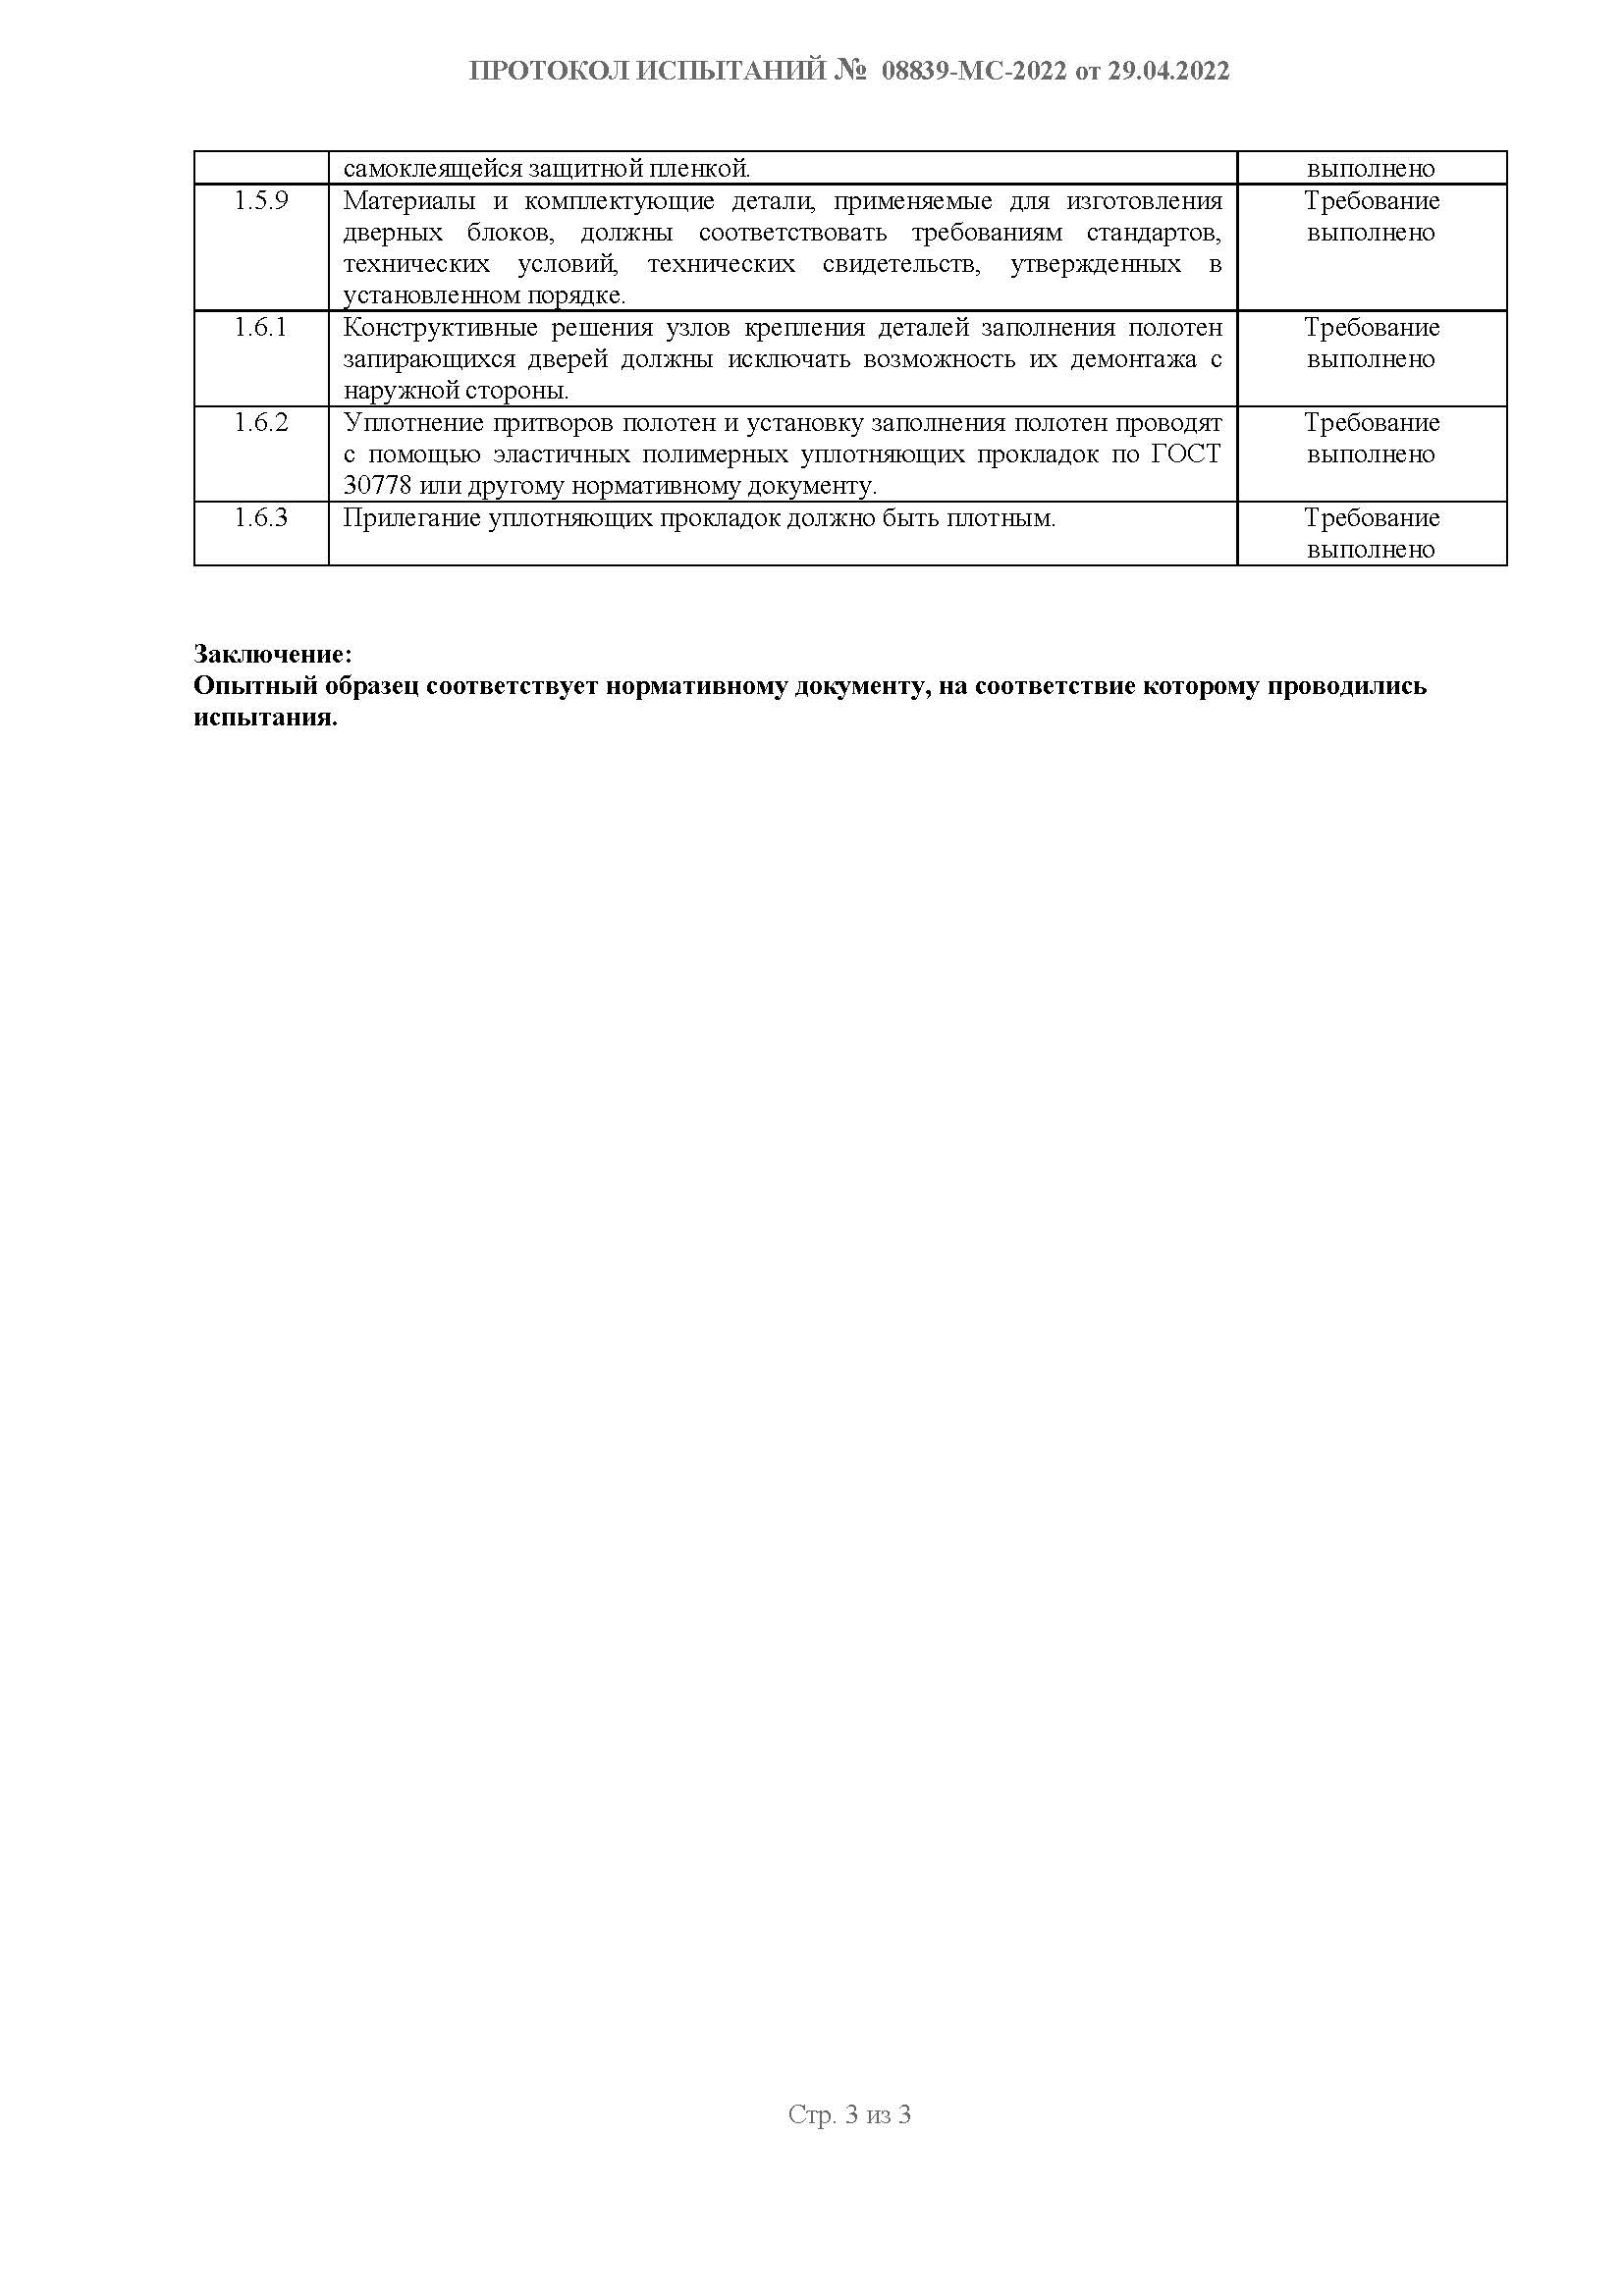 ПРОТОКОЛ ИСПЫТАНИЙ № 08839-МС-2022 от 29.04.2022
самоклеящейся защитной пленкой. выполнено
1.5.9 Материалы и комплектующие детали, применяемые для изготовления Требование
дверных блоков, должны соответствовать требованиям стандартов, выполнено
технических условий, технических свидетельств, утвержденных в
установленном порядке.
1.6.1 Конструктивные решения узлов крепления деталей заполнения полотен Требование
запирающихся дверей должны исключать возможность их демонтажа с выполнено
наружной стороны.
1.6.2 Уплотнение притворов полотен и установку заполнения полотен проводят Требование
с помощью эластичных полимерных уплотняющих прокладок по ГОСТ выполнено
30778 или другому нормативному документу.
1.6.3 Прилегание уплотняющих прокладок должно быть плотным. Требование
выполнено
Заключение:
Опытный образец соответствует нормативному документу, на соответствие которому проводились
испытания.
Стр. 3 из 3